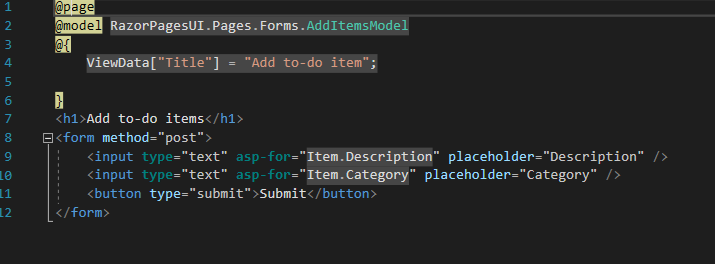 1 @page
2 @model RazorPagesUI.Pages.Forms.AddItemsModel
3 @{
4 ViewData["Title"] = "Add to-do item";
5
6 }
7 <h1>Add to-do items</h1>
8 <form method="post">
9 <input type="text" asp-for="Item.Description" placeholder="Description" />
10 <input type="text" asp-for="Item.Category" placeholder="Category" />
11 <button type="submit">Submit</button>
12 </form>